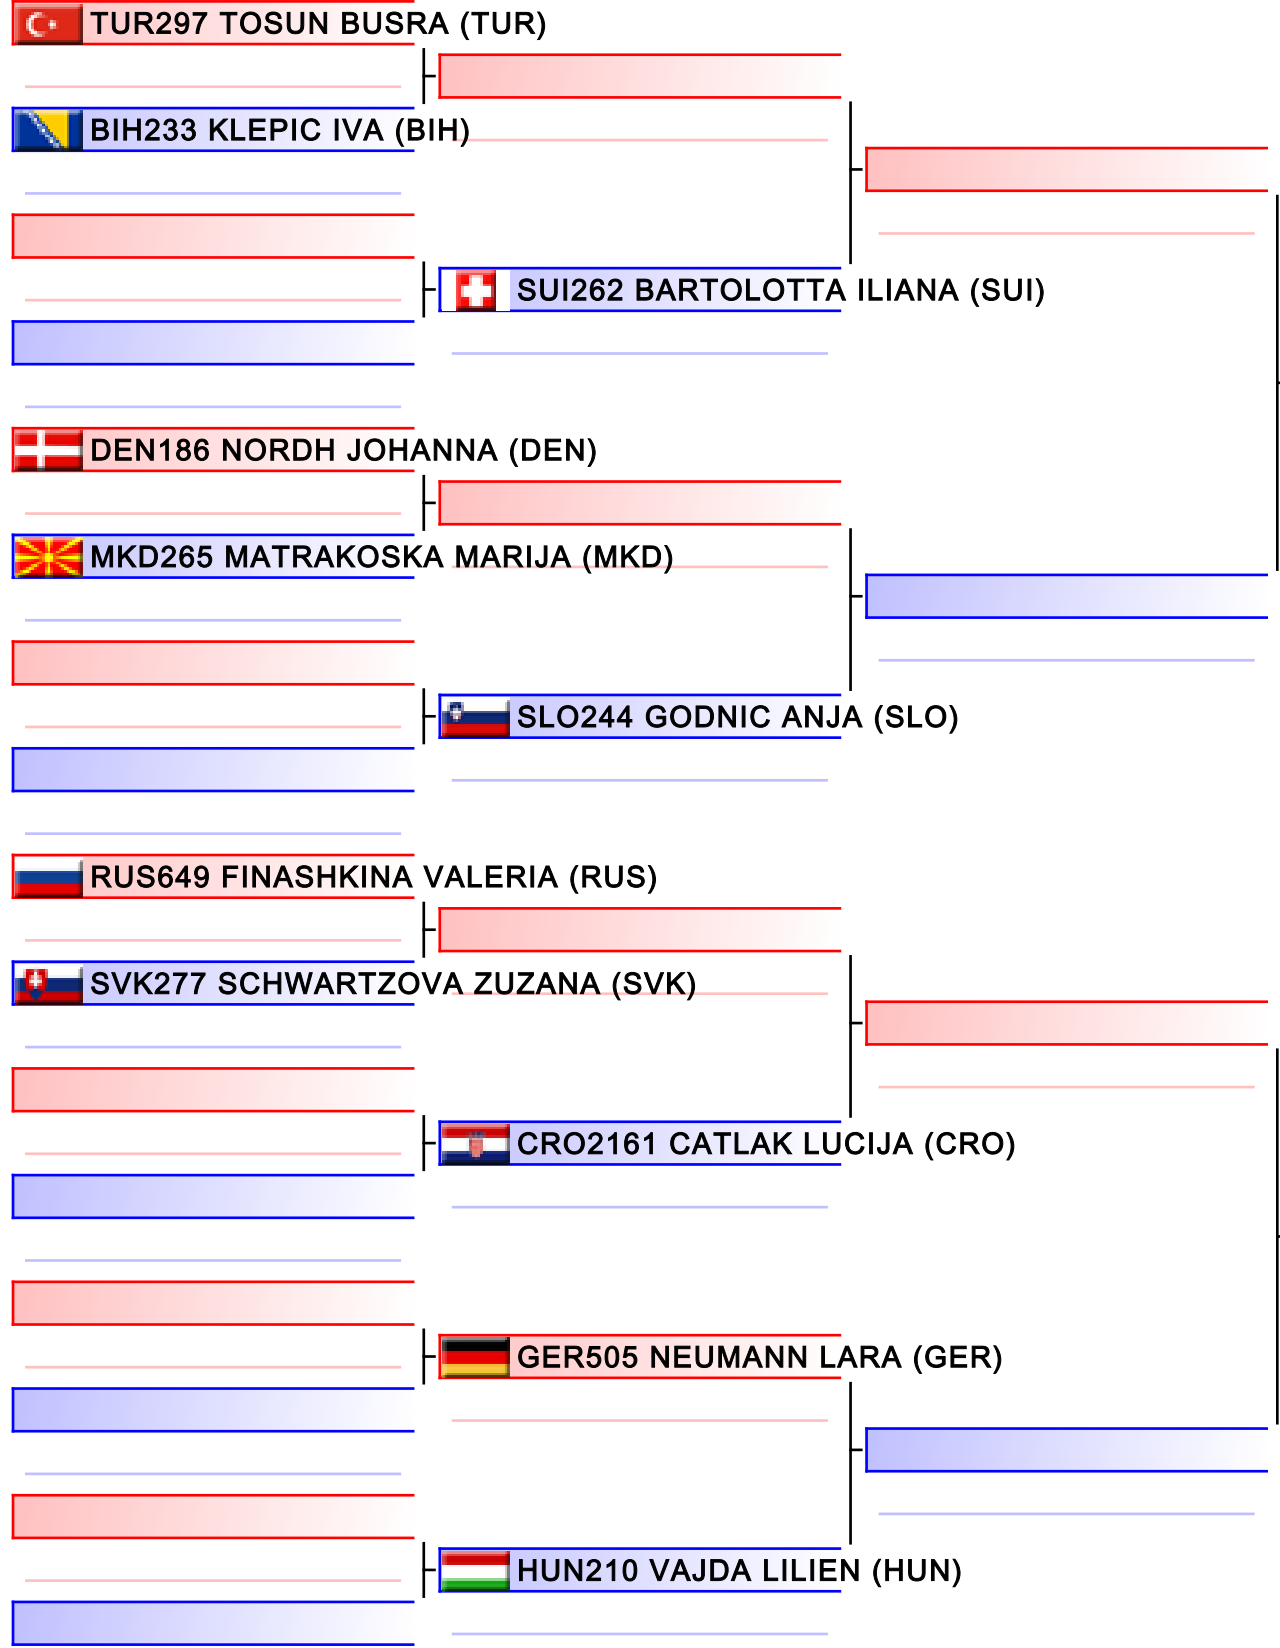 TUR297 TOSUN BUSRA (TUR)
BIH233 KLEPIC IVA (BIH)
SUI262 BARTOLOTTA ILIANA (SUI)
DEN186 NORDH JOHANNA (DEN)
MKD265 MATRAKOSKA MARIJA (MKD)
SLO244 GODNIC ANJA (SLO)
RUS649 FINASHKINA VALERIA (RUS)
SVK277 SCHWARTZOVA ZUZANA (SVK)
CRO2161 CATLAK LUCIJA (CRO)
GER505 NEUMANN LARA (GER)
HUN210 VAJDA LILIEN (HUN)